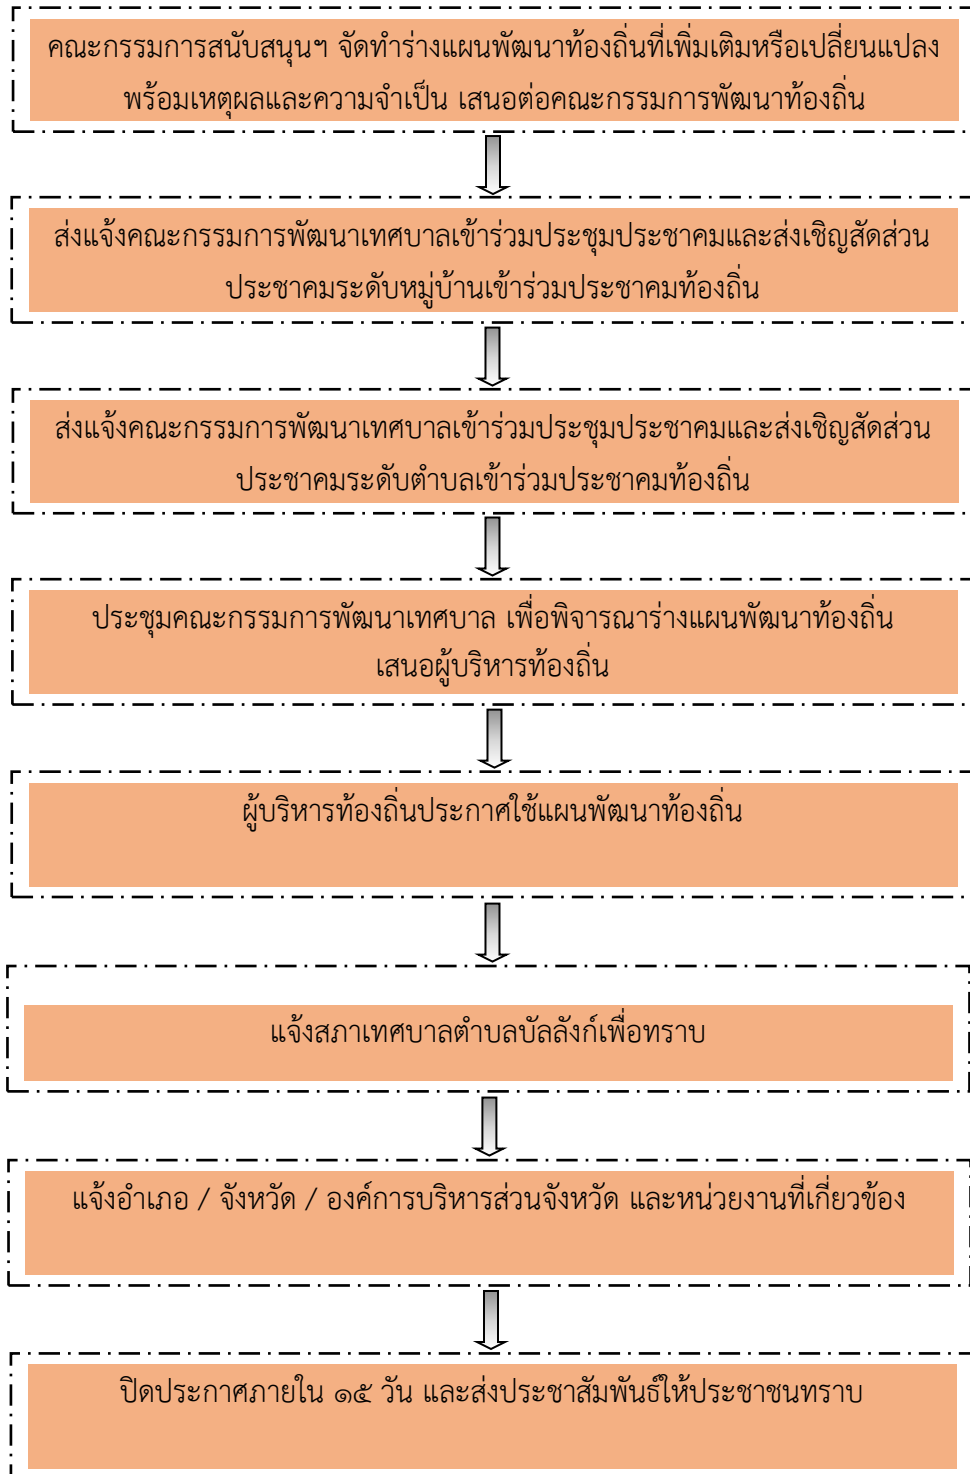 คณะกรรมการสนับสนุนฯ จัดทำร่างแผนพัฒนาท้องถิ่นที่เพิ่มเติมหรือเปลี่ยนแปลง
พร้อมเหตุผลและความจำเป็น เสนอต่อคณะกรรมการพัฒนาท้องถิ่น
ส่งแจ้งคณะกรรมการพัฒนาเทศบาลเข้าร่วมประชุมประชาคมและส่งเชิญสัดส่วน
ประชาคมระดับหมู่บ้านเข้าร่วมประชาคมท้องถิ่น
ส่งแจ้งคณะกรรมการพัฒนาเทศบาลเข้าร่วมประชุมประชาคมและส่งเชิญสัดส่วน
ประชาคมระดับตำบลเข้าร่วมประชาคมท้องถิ่น
ประชุมคณะกรรมการพัฒนาเทศบาล เพื่อพิจารณาร่างแผนพัฒนาท้องถิ่น
เสนอผู้บริหารท้องถิ่น
ผู้บริหารท้องถิ่นประกาศใช้แผนพัฒนาท้องถิ่น
แจ้งสภาเทศบาลตำบลบัลลังก์เพื่อทราบ
แจ้งอำเภอ / จังหวัด / องค์การบริหารส่วนจังหวัด และหน่วยงานที่เกี่ยวข้อง
ปิดประกาศภายใน ๑๕ วัน และส่งประชาสัมพันธ์ให้ประชาชนทราบ